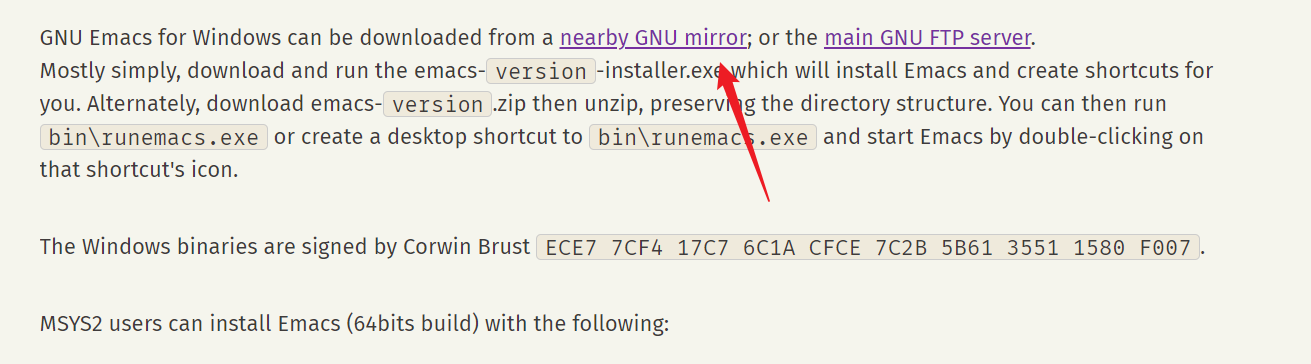 GNU Emacs for Windows can be downloaded from a nearby GNU mirror; or the main GNU FTP server.
Mostly simply, download and run the emacs-version-installer.exe which will install Emacs and create shortcuts for
you. Alternately, download emacs-version.zip then unzip, preserving the directory structure. You can then run
bin\runemacs.exe or create a desktop shortcut to bin\runemacs.exe and start Emacs by double-clicking on
that shortcut's icon.
The Windows binaries are signed by Corwin Brust ECE7 7CF4 17C7 6C1A CFCE 7C2B 5B61 3551 1580 F007.
MSYS2 users can install Emacs (64bits build) with the following: